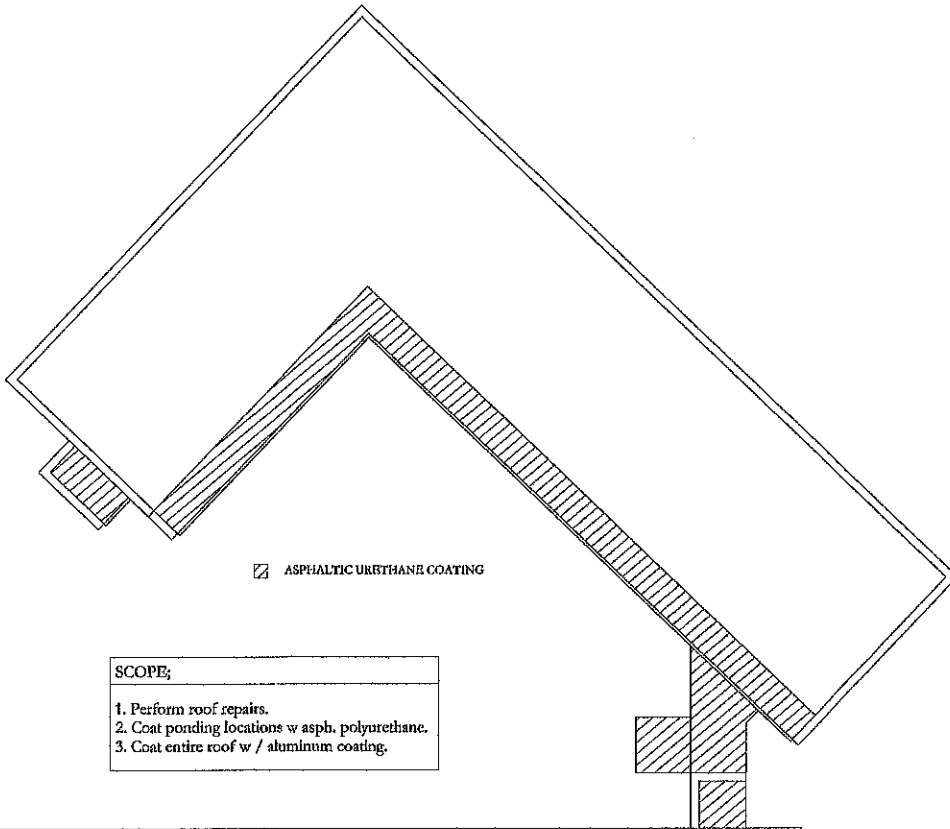 ASPHALTIC URETHANE COATING
SCOPE;
1. Perform roof repairs.
2. Coat ponding locations w asph. polyurethane.
3. Coat entire roof w / aluminum coating.